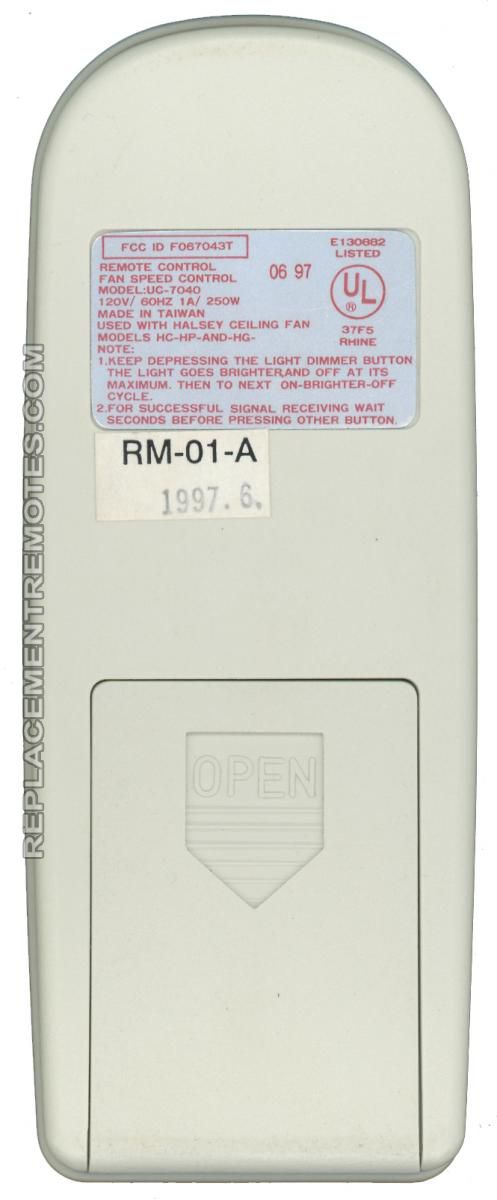 FCC ID F067043T
REMOTE CONTROL
FAN SPEED CONTROL
MODEL:UC-7040
120V/ 60HZ 1A/ 250W
MADE IN TAIWAN
USED WITH HALSEY CEILING FAN
MODELS HC-HP-AND-HG-
NOTE:
1.KEEP DEPRESSING THE LIGHT DIMMER BUTTON
THE LIGHT GOES BRIGHTER,AND OFF AT ITS
MAXIMUM. THEN TO NEXT ON-BRIGHTER-OFF
CYCLE.
2.FOR SUCCESSFUL SIGNAL RECEIVING WAIT
SECONDS BEFORE PRESSING OTHER BUTTON.
06 97
E130882
LISTED
UL
®
37F5
RHINE
RM-01-A
1997. 6.
OPEN
REPLACEMENTREMOTES.COM